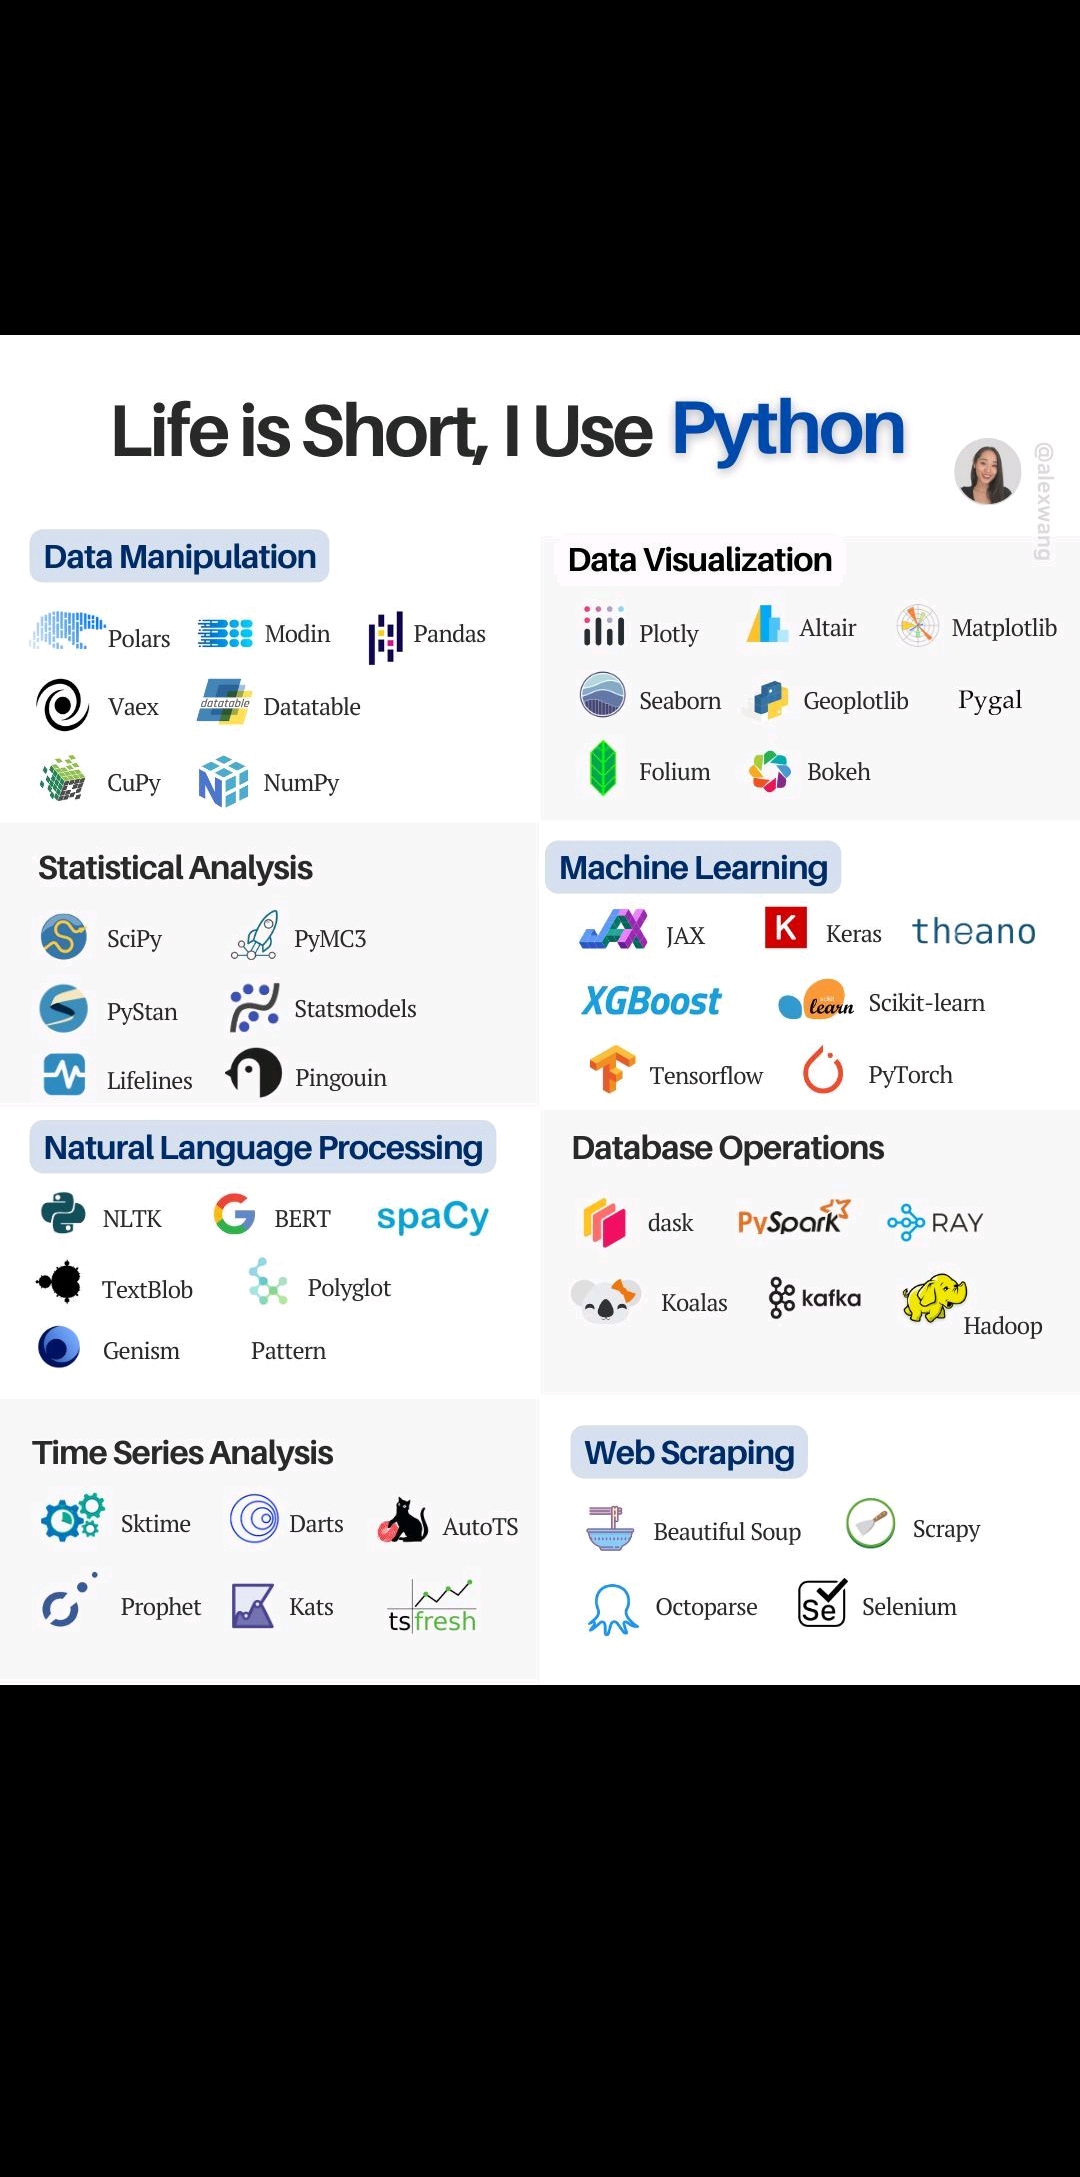 Life is Short, I Use Python
@alexwang
Data Manipulation
Polars Modin Pandas
Vaex datatable Datatable
CuPy NumPy
Data Visualization
Plotly Altair Matplotlib
Seaborn Geoplotlib Pygal
Folium Bokeh
Statistical Analysis
SciPy PyMC3
PyStan Statsmodels
Lifelines Pingouin
Machine Learning
JAX JAX K Keras theano
XGBoost learn Scikit-learn
Tensorflow PyTorch
Natural Language Processing
NLTK G BERT spaCy
TextBlob Polyglot
Genism Pattern
Database Operations
dask PySpark RAY
Koalas kafka
Hadoop
Time Series Analysis
Sktime Darts AutoTS
Prophet Kats tsfresh
Web Scraping
Beautiful Soup Scrapy
Octoparse Se Selenium